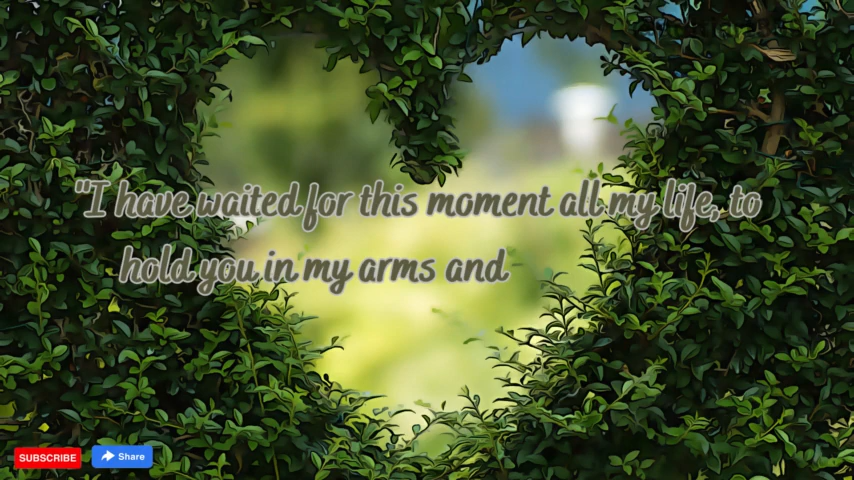 "I have waited for this moment all my life, to
hold you in my arms and
SUBSCRIBE
Share